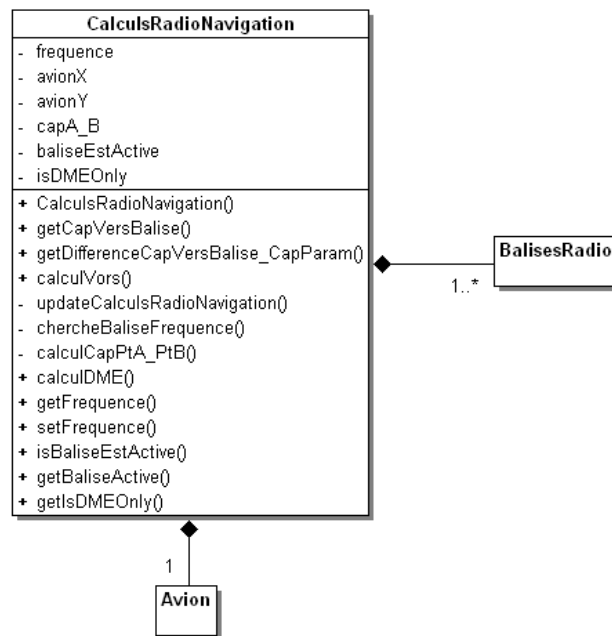 CalculsRadioNavigation
- frequence
- avionX
- avionY
- capA_B
- baliseEstActive
- isDMEOnly
+ CalculsRadioNavigation()
+ getCapVersBalise()
+ getDifferenceCapVersBalise_CapParam()
+ calculVors()
- updateCalculsRadioNavigation()
- chercheBaliseFrequence()
- calculCapPtA_PtB()
+ calculDME()
+ getFrequence()
+ setFrequence()
+ isBaliseEstActive()
+ getBaliseActive()
+ getIsDMEOnly()
BalisesRadio
1..*
1
Avion